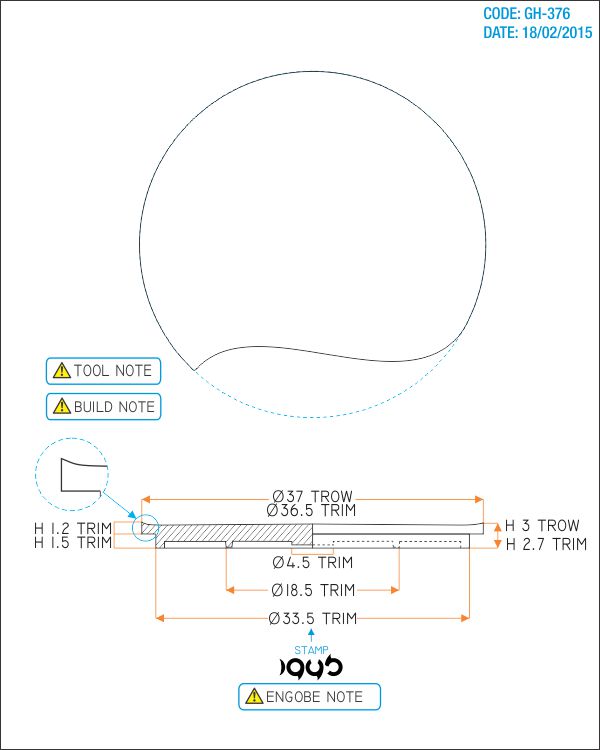 CODE: GH-376
DATE: 18/02/2015
TOOL NOTE
BUILD NOTE
Ø37 TROW
Ø36.5 TRIM
H 1.2 TRIM
H 1.5 TRIM
H 3 TROW
H 2.7 TRIM
Ø4.5 TRIM
Ø18.5 TRIM
Ø33.5 TRIM
STAMP
ENGOBE NOTE